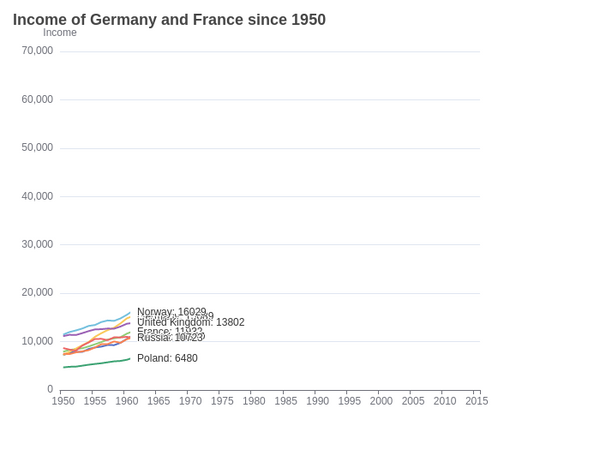 Income of Germany and France since 1950
Income
70,000
60,000
50,000
40,000
30,000
20,000
10,000
0
Norway: 16029
United Kingdom: 13802
France: 11932
Russia: 10723
Poland: 6480
1950 1955 1960 1965 1970 1975 1980 1985 1990 1995 2000 2005 2010 2015